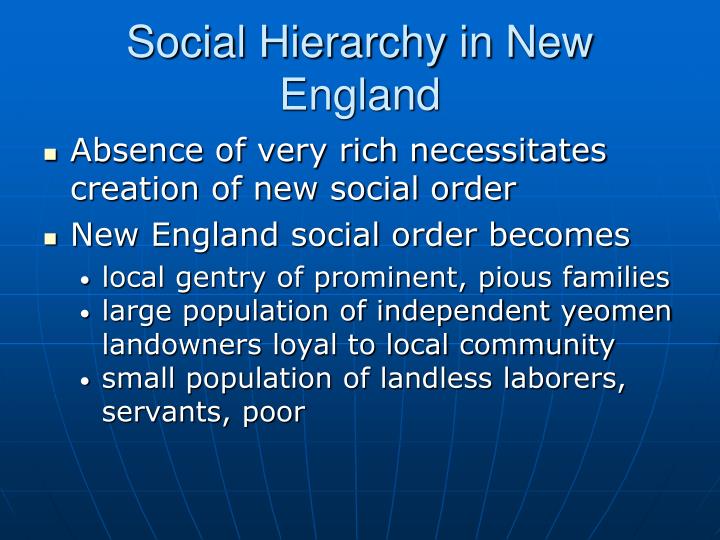 Social Hierarchy in New
England
Absence of very rich necessitates
creation of new social order
New England social order becomes
local gentry of prominent, pious families
large population of independent yeomen
landowners loyal to local community
small population of landless laborers,
servants, poor